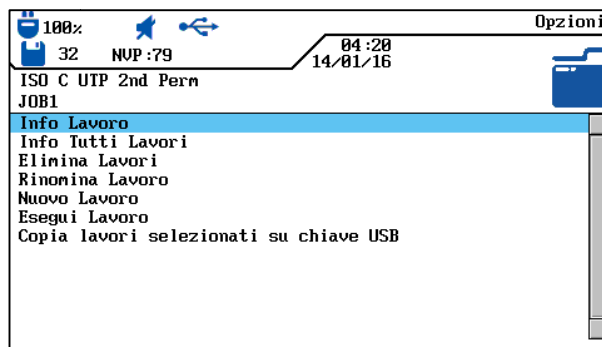 100% Opzioni
32 NVP:79 04:20
14/01/16
ISO C UTP 2nd Perm
JOB1
Info Lavoro
Info Tutti Lavori
Elimina Lavori
Rinomina Lavoro
Nuovo Lavoro
Esegui Lavoro
Copia lavori selezionati su chiave USB